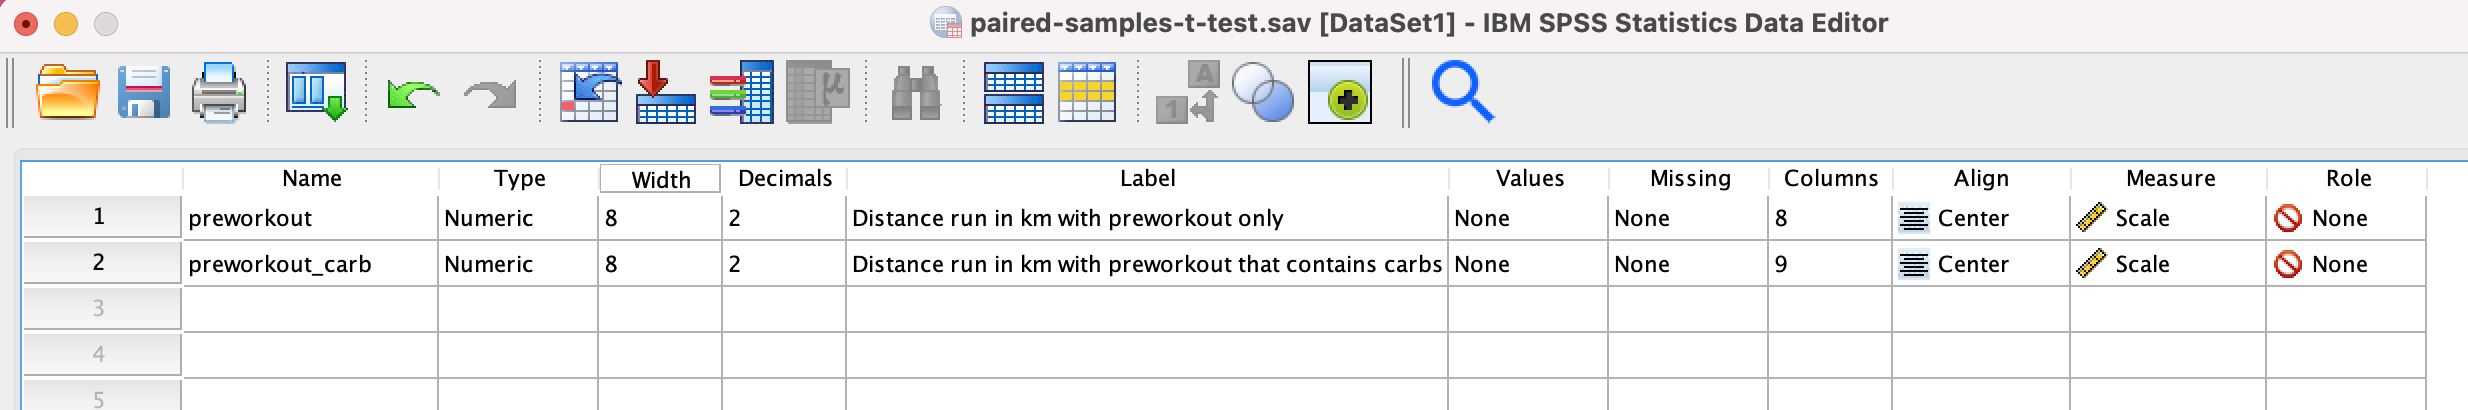 paired-samples-t-test.sav [DataSet1] - IBM SPSS Statistics Data Editor
A
1
µ
Name Type Width Decimals Label Values Missing Columns Align Measure Role
1 preworkout Numeric 8 2 Distance run in km with preworkout only None None 8 Center Scale None
2 preworkout_carb Numeric 8 2 Distance run in km with preworkout that contains carbs None None 9 Center Scale None
3
4
5